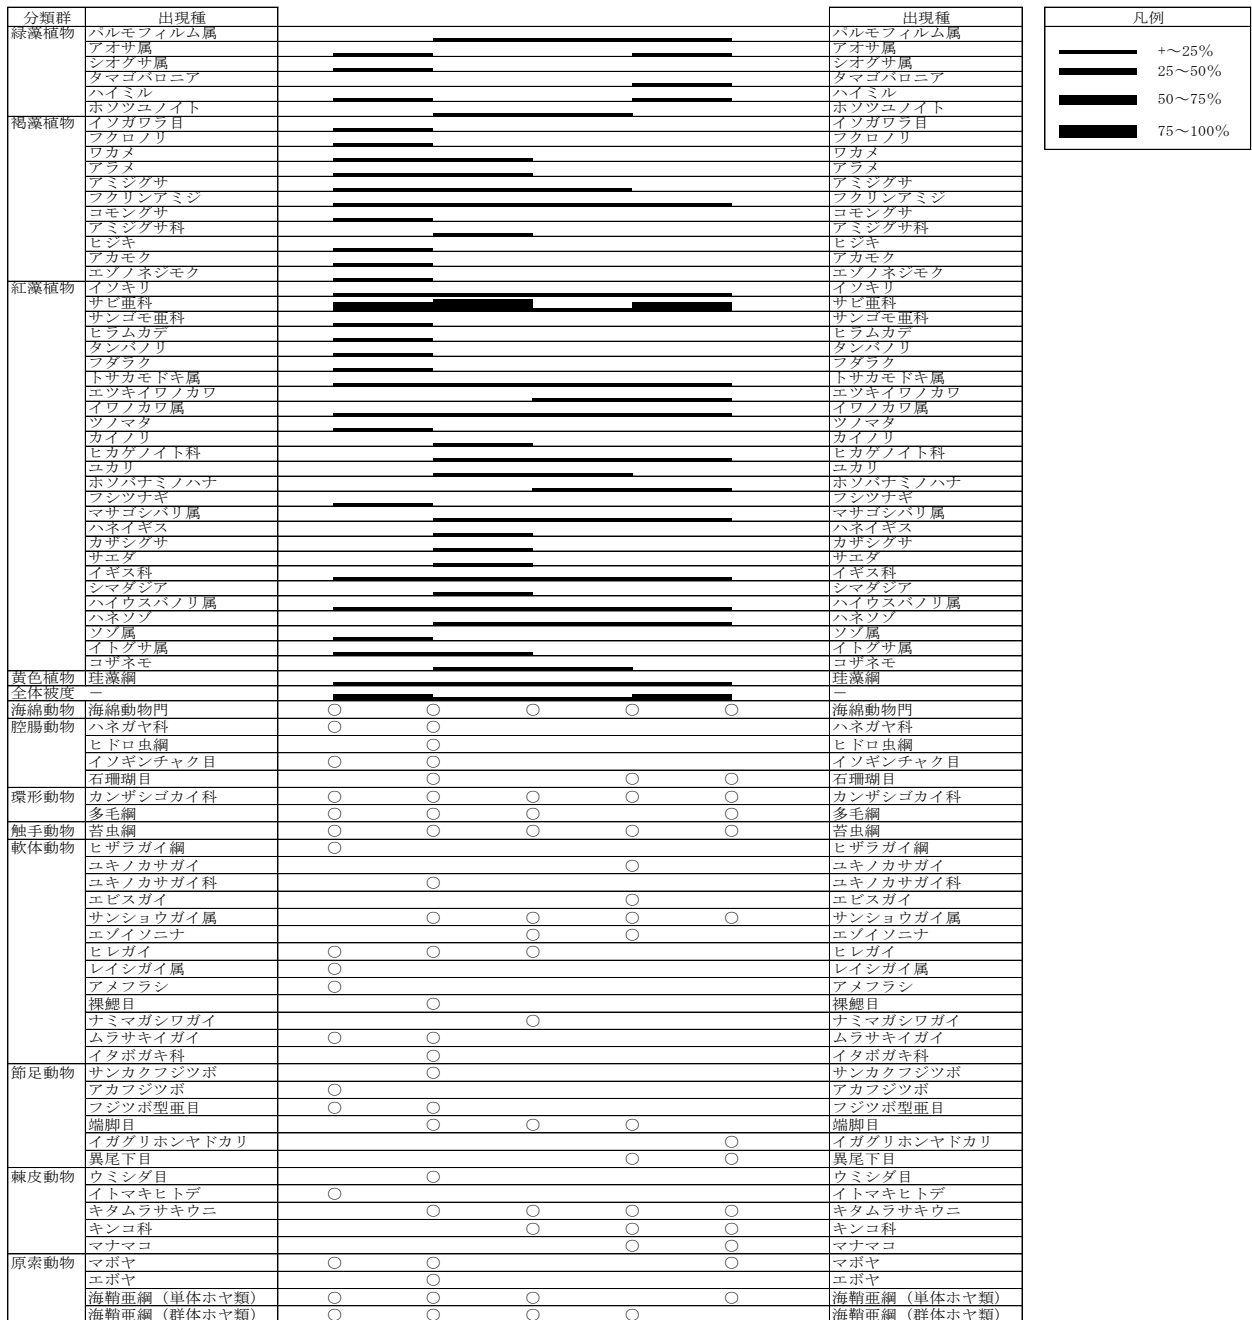 分類群 出現種 出現種 凡例
緑藻植物 パルモフィルム属 パルモフィルム属
アオサ属 アオサ属 +～25%
シオグサ属 シオグサ属 25～50%
タマゴバロニア タマゴバロニア
ハイミル ハイミル 50～75%
ホソツユノイト ホソツユノイト
褐藻植物 イソガワラ目 イソガワラ目 75～100%
フクロノリ フクロノリ
ワカメ ワカメ
アラメ アラメ
アミジグサ アミジグサ
フクリンアミジ フクリンアミジ
コモングサ コモングサ
アミジグサ科 アミジグサ科
ヒジキ ヒジキ
アカモク アカモク
エゾノネジモク エゾノネジモク
紅藻植物 イソキリ イソキリ
サビ亜科 サビ亜科
サンゴモ亜科 サンゴモ亜科
ヒラムカデ ヒラムカデ
タンバノリ タンバノリ
フダラク フダラク
トサカモドキ属 トサカモドキ属
エツキイワノカワ エツキイワノカワ
イワノカワ属 イワノカワ属
ツノマタ ツノマタ
カイノリ カイノリ
ヒカゲノイト科 ヒカゲノイト科
ユカリ ユカリ
ホソバナミノハナ ホソバナミノハナ
フシツナギ フシツナギ
マサゴシバリ属 マサゴシバリ属
ハネイギス ハネイギス
カザシグサ カザシグサ
サエダ サエダ
イギス科 イギス科
シマダジア シマダジア
ハイウスバノリ属 ハイウスバノリ属
ハネソゾ ハネソゾ
ソゾ属 ソゾ属
イトグサ属 イトグサ属
コザネモ コザネモ
黄色植物 珪藻綱 珪藻綱
全体被度 － －
海綿動物 海綿動物門 ○ ○ ○ ○ ○ 海綿動物門
腔腸動物 ハネガヤ科 ○ ○ ハネガヤ科
ヒドロ虫綱 ○ ヒドロ虫綱
イソギンチャク目 ○ ○ イソギンチャク目
石珊瑚目 ○ ○ ○ 石珊瑚目
環形動物 カンザシゴカイ科 ○ ○ ○ ○ ○ カンザシゴカイ科
多毛綱 ○ ○ ○ ○ 多毛綱
触手動物 苔虫綱 ○ ○ ○ ○ ○ 苔虫綱
軟体動物 ヒザラガイ綱 ○ ヒザラガイ綱
ユキノカサガイ ○ ユキノカサガイ
ユキノカサガイ科 ○ ユキノカサガイ科
エビスガイ ○ エビスガイ
サンショウガイ属 ○ ○ ○ ○ サンショウガイ属
エゾイソニナ ○ ○ エゾイソニナ
ヒレガイ ○ ○ ○ ヒレガイ
レイシガイ属 ○ レイシガイ属
アメフラシ ○ アメフラシ
裸鰓目 ○ 裸鰓目
ナミマガシワガイ ○ ナミマガシワガイ
ムラサキイガイ ○ ○ ムラサキイガイ
イタボガキ科 ○ イタボガキ科
節足動物 サンカクフジツボ ○ サンカクフジツボ
アカフジツボ ○ アカフジツボ
フジツボ型亜目 ○ ○ フジツボ型亜目
端脚目 ○ ○ ○ 端脚目
イガグリホンヤドカリ ○ イガグリホンヤドカリ
異尾下目 ○ ○ 異尾下目
棘皮動物 ウミシダ目 ○ ウミシダ目
イトマキヒトデ ○ イトマキヒトデ
キタムラサキウニ ○ ○ ○ ○ キタムラサキウニ
キンコ科 ○ ○ ○ キンコ科
マナマコ ○ ○ マナマコ
原索動物 マボヤ ○ ○ ○ マボヤ
エボヤ ○ エボヤ
海鞘亜綱（単体ホヤ類） ○ ○ ○ ○ 海鞘亜綱（単体ホヤ類）
海鞘亜綱（群体ホヤ類） ○ ○ ○ ○ 海鞘亜綱（群体ホヤ類）